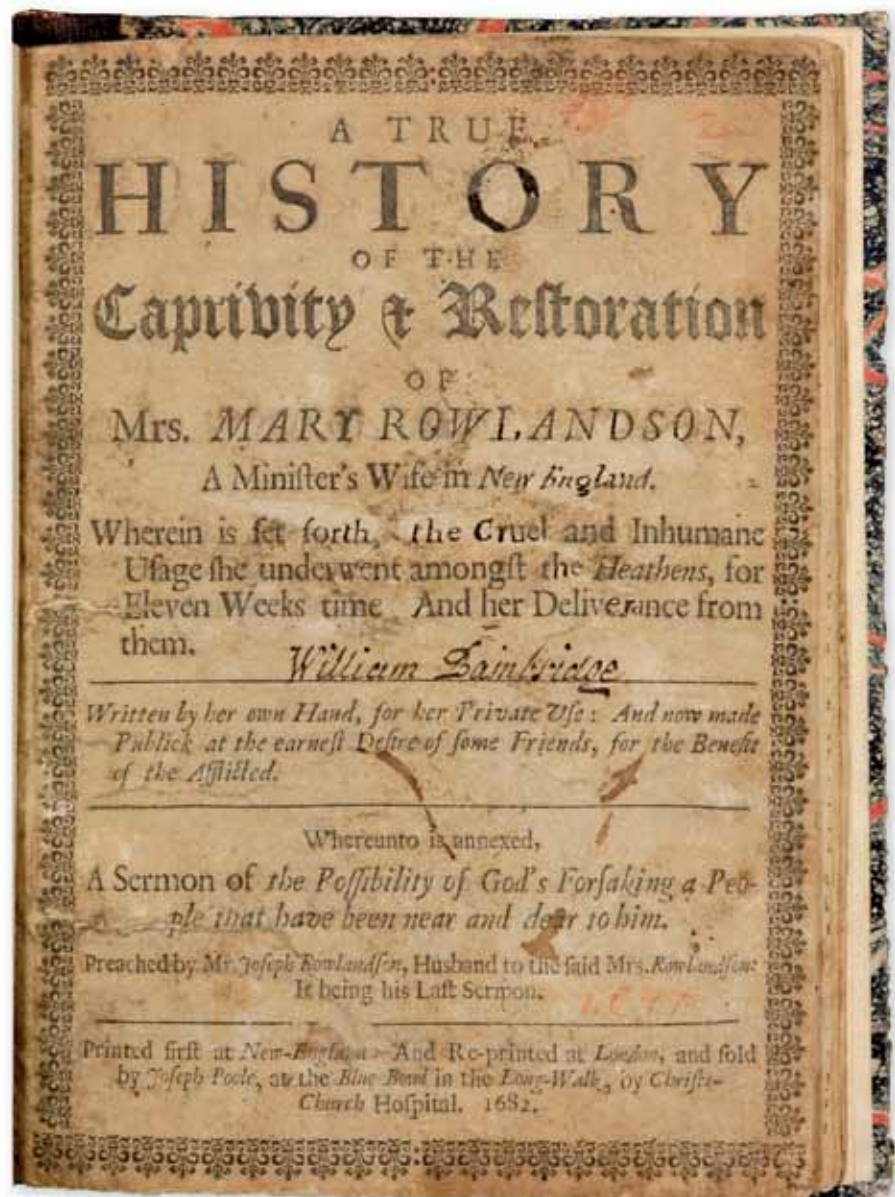 A TRUE
HISTORY
OF THE
Captivity & Reſtoration
OF
Mrs. MARY ROWLANDSON,
A Miniſter's Wife in New England.
Wherein is ſet forth, the Cruel and Inhumane
Uſage ſhe underwent amongſt the Heathens, for
Eleven Weeks time And her Deliverance from
them.
William
Written by her own Hand, for her Private Uſe: And now made
Publick at the earneſt Deſire of ſome Friends, for the Benefit
of the Afflicted.
Whereunto is annexed,
A Sermon of the Poſſibility of God's Forſaking a Peo-
ple that have been near and dear to him.
Preached by Mr. Joſeph Rowlandſon, Husband to the ſaid Mrs. Rowlandſon:
It being his Laſt Sermon.
Printed firſt at New-England: And Re-printed at London, and ſold
by Joſeph Poole, at the Blue Bowl in the Long-Walk, by Chriſts-
Church Hoſpital. 1682.